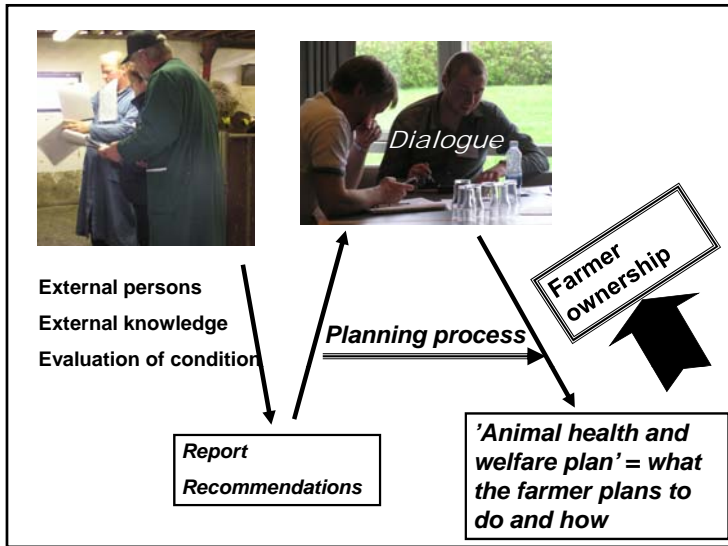 Dialogue
Farmer
ownership
External persons
External knowledge
Evaluation of condition
Planning process
Report
Recommendations
’Animal health and
welfare plan’ = what
the farmer plans to
do and how